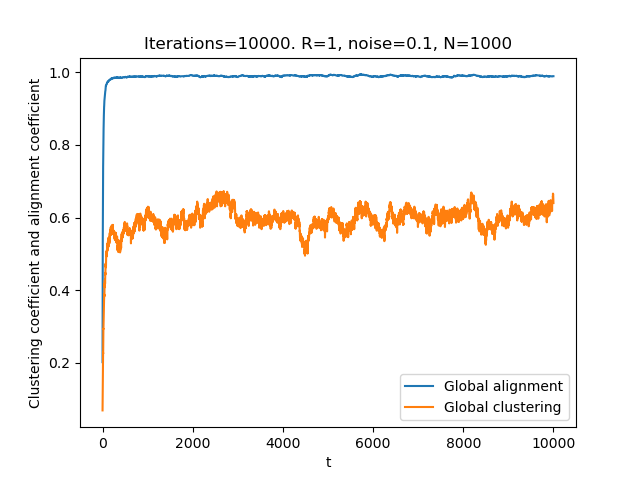 Iterations=10000. R=1, noise=0.1, N=1000
Clustering coefficient and alignment coefficient
1.0
0.8
0.6
0.4
0.2
0 2000 4000 6000 8000 10000
t
Global alignment
Global clustering